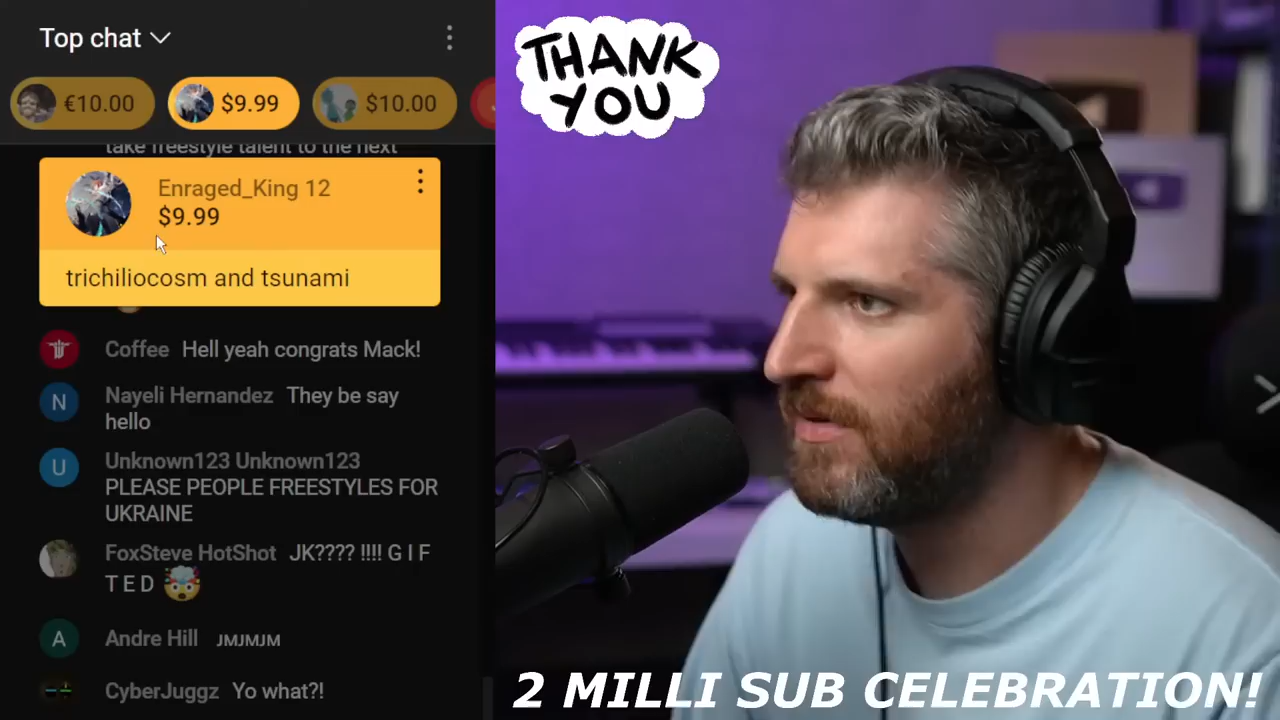 Top chat
€10.00 $9.99 $10.00
take freestyle talent to the next
Enraged_King 12
$9.99
trichiliocosm and tsunami
Coffee Hell yeah congrats Mack!
N Nayeli Hernandez They be say
hello
U Unknown123 Unknown123
PLEASE PEOPLE FREESTYLES FOR
UKRAINE
FoxSteve HotShot JK???? !!!! G I F
T E D 🤯
A Andre Hill JMJMJM
CyberJuggz Yo what?!
THANK
YOU
2 MILLI SUB CELEBRATION!